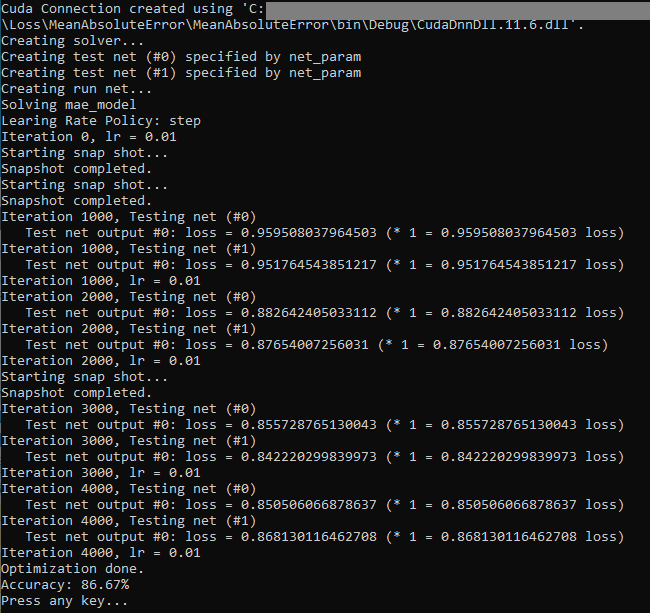 Cuda Connection created using 'C:
\Loss\MeanAbsoluteError\MeanAbsoluteError\bin\Debug\CudaDnnDll.11.6.dll'.
Creating solver...
Creating test net (#0) specified by net_param
Creating test net (#1) specified by net_param
Creating run net...
Solving mae_model
Learing Rate Policy: step
Iteration 0, lr = 0.01
Starting snap shot...
Snapshot completed.
Starting snap shot...
Snapshot completed.
Iteration 1000, Testing net (#0)
   Test net output #0: loss = 0.959508037964503 (* 1 = 0.959508037964503 loss)
Iteration 1000, Testing net (#1)
   Test net output #0: loss = 0.951764543851217 (* 1 = 0.951764543851217 loss)
Iteration 1000, lr = 0.01
Iteration 2000, Testing net (#0)
   Test net output #0: loss = 0.882642405033112 (* 1 = 0.882642405033112 loss)
Iteration 2000, Testing net (#1)
   Test net output #0: loss = 0.87654007256031 (* 1 = 0.87654007256031 loss)
Iteration 2000, lr = 0.01
Starting snap shot...
Snapshot completed.
Iteration 3000, Testing net (#0)
   Test net output #0: loss = 0.855728765130043 (* 1 = 0.855728765130043 loss)
Iteration 3000, Testing net (#1)
   Test net output #0: loss = 0.842220299839973 (* 1 = 0.842220299839973 loss)
Iteration 3000, lr = 0.01
Iteration 4000, Testing net (#0)
   Test net output #0: loss = 0.850506066878637 (* 1 = 0.850506066878637 loss)
Iteration 4000, Testing net (#1)
   Test net output #0: loss = 0.868130116462708 (* 1 = 0.868130116462708 loss)
Iteration 4000, lr = 0.01
Optimization done.
Accuracy: 86.67%
Press any key...